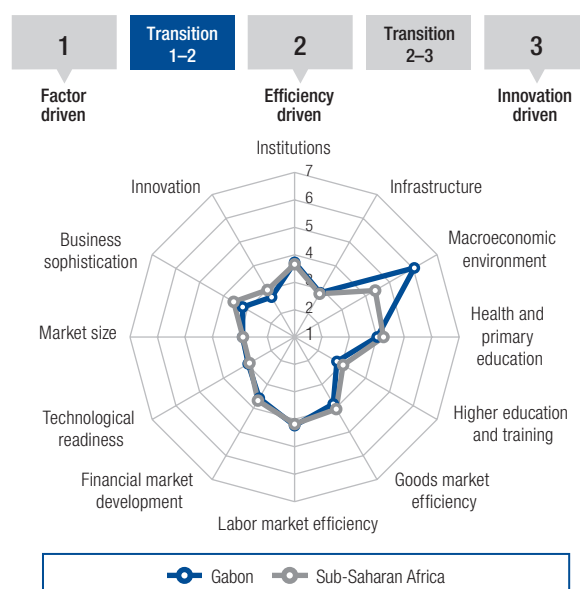 1
Transition
1–2
2
Transition
2–3
3
Factor
driven
Efficiency
driven
Innovation
driven
Institutions
Infrastructure
Macroeconomic
environment
Health and
primary
education
Higher education
and training
Goods market
efficiency
Labor market efficiency
Financial market
development
Technological
readiness
Market size
Business
sophistication
Innovation
7
6
5
4
3
2
1
Gabon
Sub-Saharan Africa